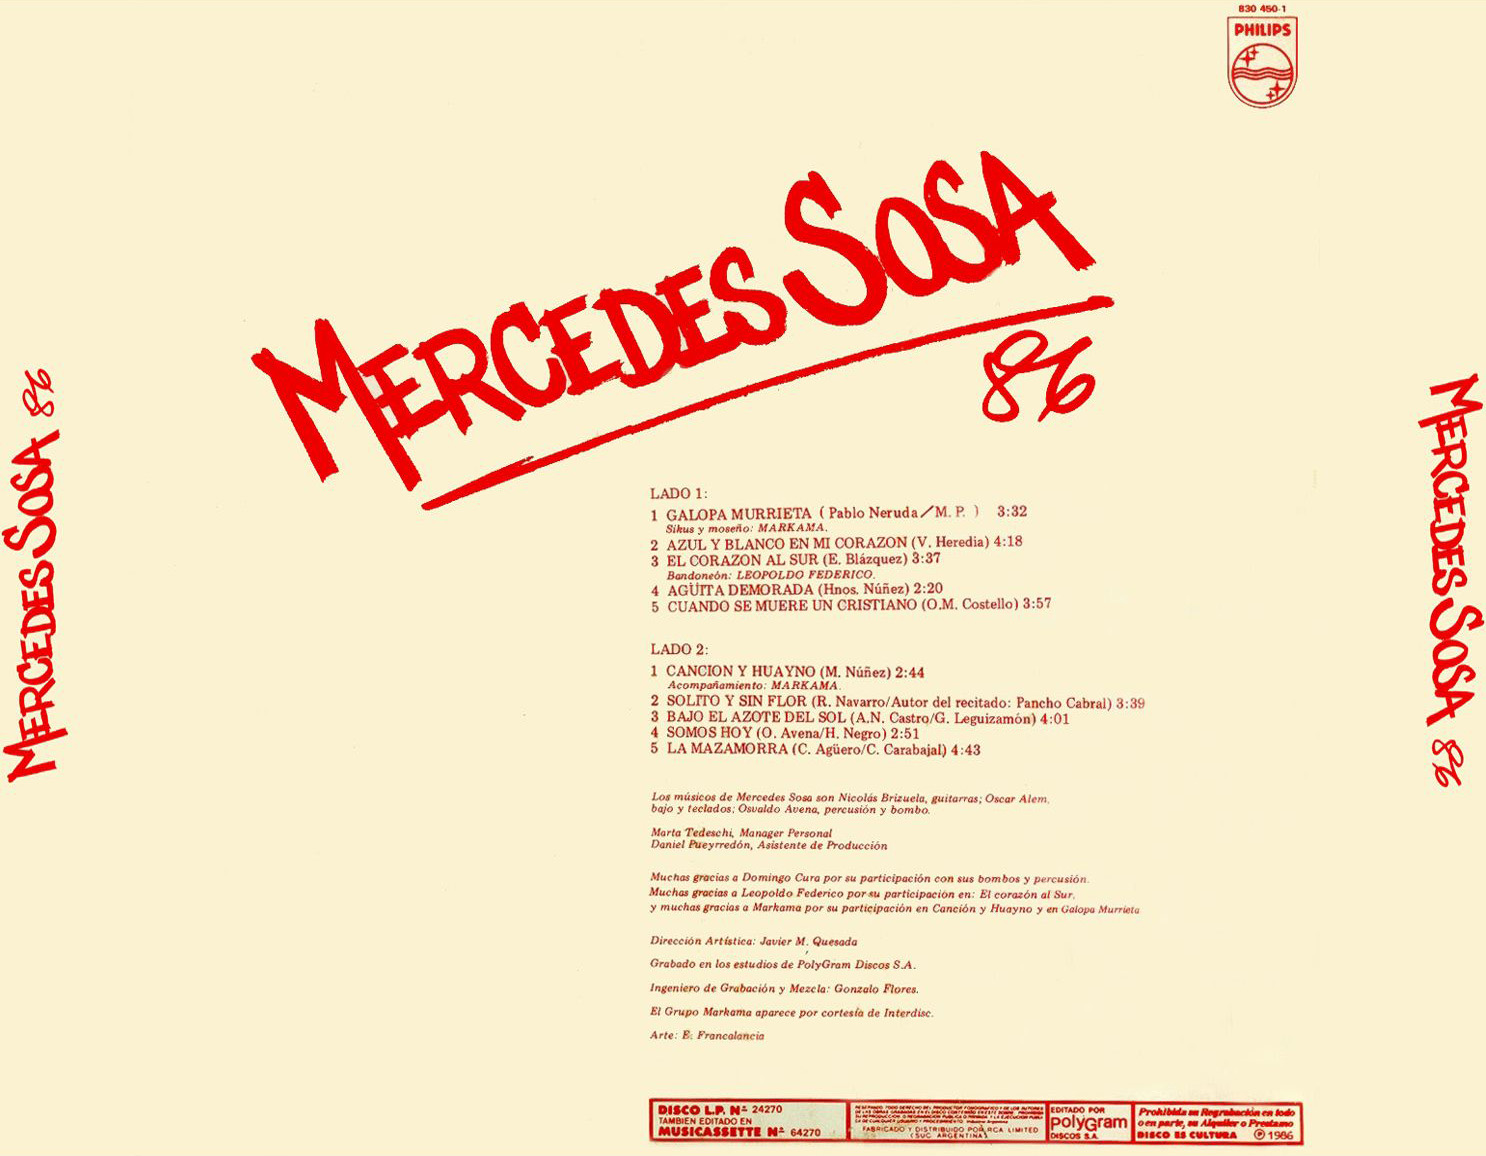 830 450-1
PHILIPS
MERCEDES SOSA
86
MERCEDES SOSA 86
MERCEDES SOSA 86
LADO 1:
1 GALOPA MURRIETA ( Pablo Neruda/M. P. ) 3:32
Sikus y moseño: MARKAMA.
2 AZUL Y BLANCO EN MI CORAZON (V. Heredia) 4:18
3 EL CORAZON AL SUR (E. Blázquez) 3:37
Bandoneón: LEOPOLDO FEDERICO.
4 AGÜITA DEMORADA (Hnos. Núñez) 2:20
5 CUANDO SE MUERE UN CRISTIANO (O.M. Costello) 3:57
LADO 2:
1 CANCION Y HUAYNO (M. Núñez) 2:44
Acompañamiento: MARKAMA.
2 SOLITO Y SIN FLOR (R. Navarro/Autor del recitado: Pancho Cabral) 3:39
3 BAJO EL AZOTE DEL SOL (A.N. Castro/G. Leguizamón) 4:01
4 SOMOS HOY (O. Avena/H. Negro) 2:51
5 LA MAZAMORRA (C. Agüero/C. Carabajal) 4:43
Los músicos de Mercedes Sosa son Nicolás Brizuela, guitarras; Oscar Alem,
bajo y teclados; Osvaldo Avena, percusión y bombo.
Marta Tedeschi, Manager Personal
Daniel Pueyrredón, Asistente de Producción
Muchas gracias a Domingo Cura por su participación con sus bombos y percusión.
Muchas gracias a Leopoldo Federico por su participación en: El corazón al Sur.
y muchas gracias a Markama por su participación en Canción y Huayno y en Galopa Murrieta
Dirección Artística: Javier M. Quesada
Grabado en los estudios de PolyGram Discos S.A.
Ingeniero de Grabación y Mezcla: Gonzalo Flores.
El Grupo Markama aparece por cortesía de Interdisc.
Arte: E. Francalancia
DISCO L.P. Nº 24270
TAMBIEN EDITADO EN
MUSICASSETTE Nº 64270
FABRICADO Y DISTRIBUIDO POR RCA LIMITED
(SUC. ARGENTINA)
EDITADO POR
PolyGram
DISCOS S.A.
Prohibida su Regrabación en todo
o en parte, su Alquiler o Prestamo
DISCO ES CULTURA ℗ 1986